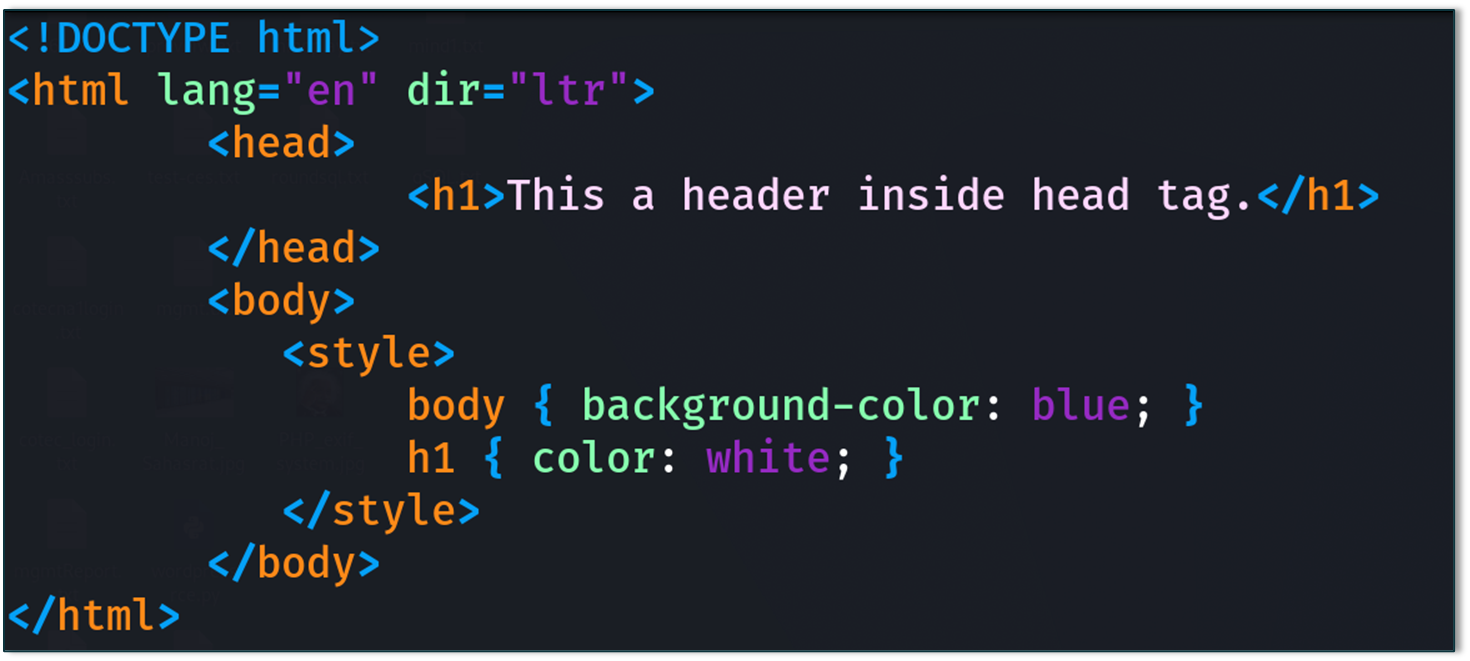 <!DOCTYPE html>
<html lang="en" dir="ltr">
<head>
<h1>This a header inside head tag.</h1>
</head>
<body>
<style>
body { background-color: blue; }
h1 { color: white; }
</style>
</body>
</html>